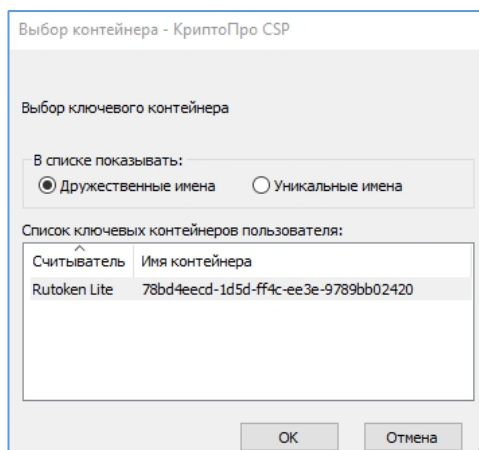 Выбор контейнера - КриптоПро CSP
Выбор ключевого контейнера
В списке показывать:
Дружественные имена Уникальные имена
Список ключевых контейнеров пользователя:
Считыватель Имя контейнера
Rutoken Lite 78bd4eecd-1d5d-ff4c-ee3e-9789bb02420
OK Отмена